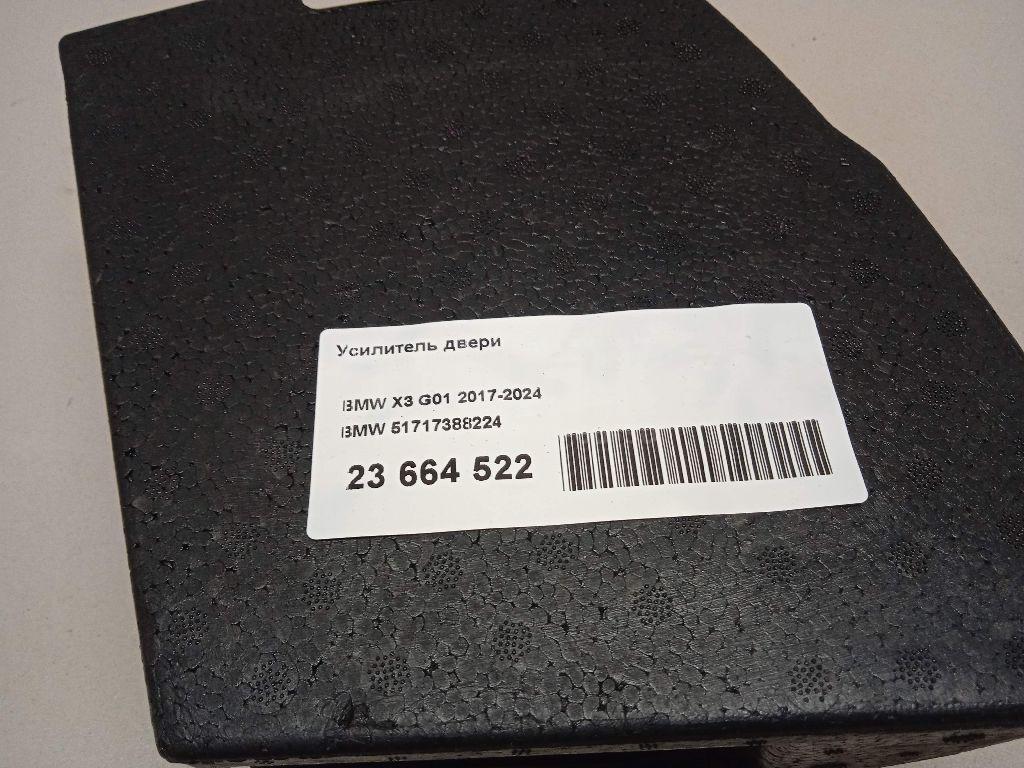 Усилитель двери
BMW X3 G01 2017-2024
BMW 51717388224
23 664 522